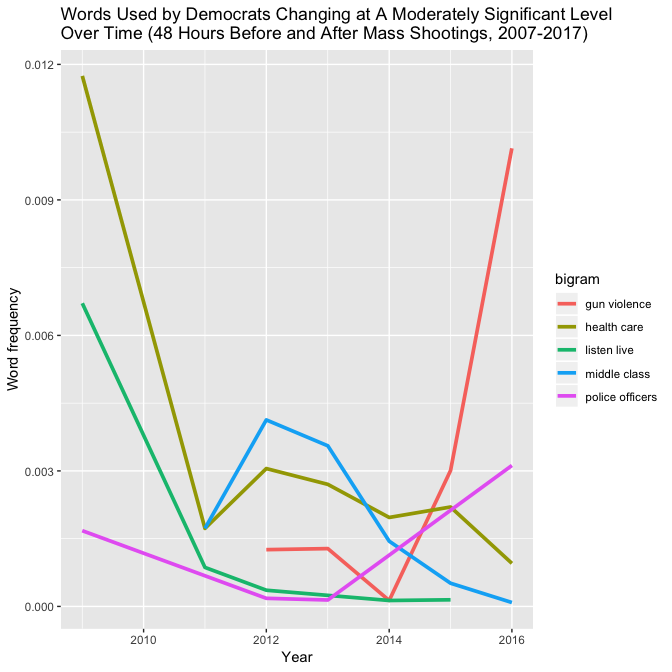 Words Used by Democrats Changing at A Moderately Significant Level
Over Time (48 Hours Before and After Mass Shootings, 2007-2017)
0.012
0.009
0.006
0.003
0.000
Word frequency
2010
2012
2014
2016
Year
bigram
gun violence
health care
listen live
middle class
police officers